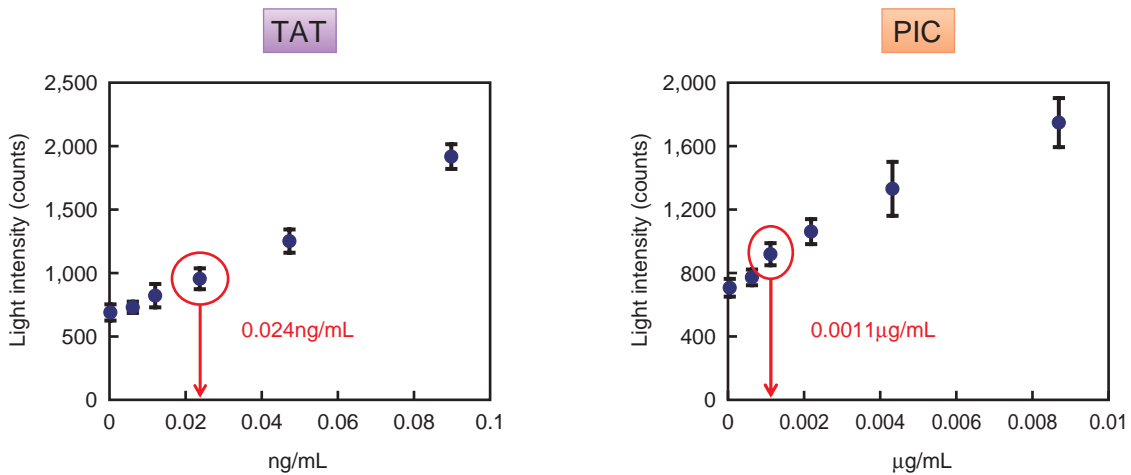 TAT
2,500
2,000
1,500
1,000
500
0
Light intensity (counts)
0.024ng/mL
0 0.02 0.04 0.06 0.08 0.1
ng/mL
PIC
2,000
1,600
1,200
800
400
0
Light intensity (counts)
0.0011μg/mL
0 0.002 0.004 0.006 0.008 0.01
μg/mL